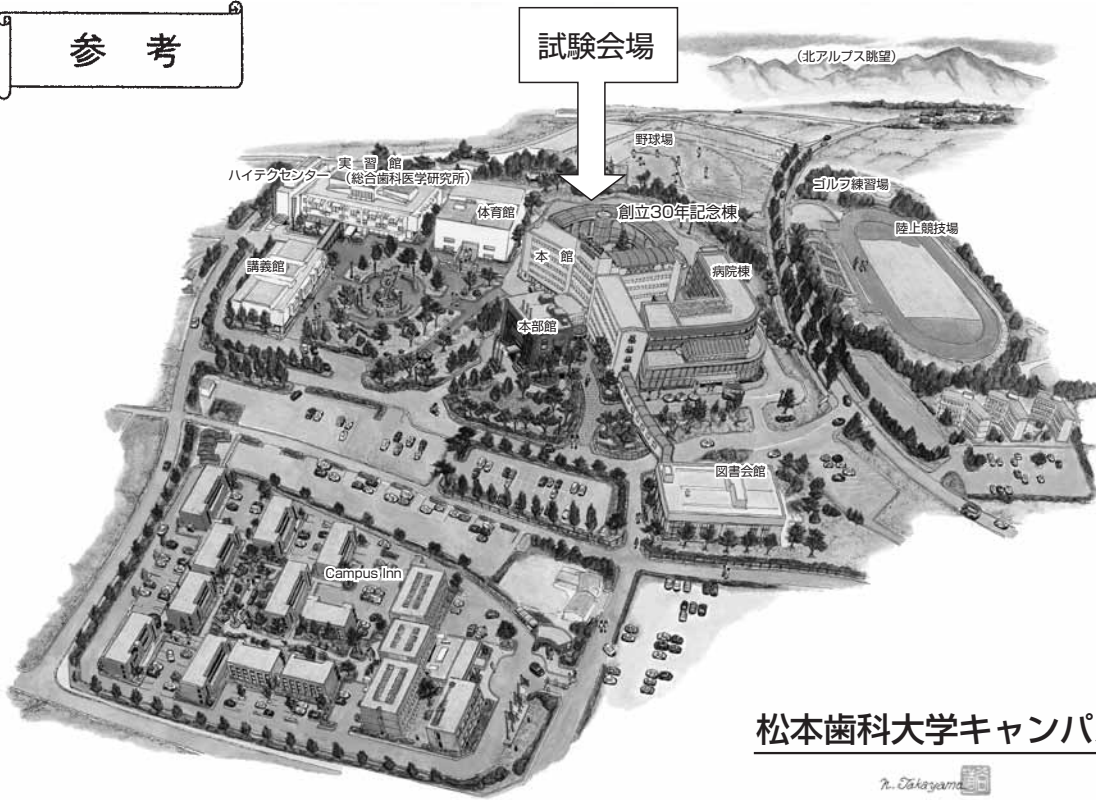 参考
試験会場
(北アルプス眺望)
野球場
ハイテクセンター
実習館
(総合歯科医学研究所)
ゴルフ練習場
体育館
創立30年記念棟
陸上競技場
本館
講義館
病院棟
本部館
図書会館
Campus Inn
松本歯科大学キャンパ
N. Takayama